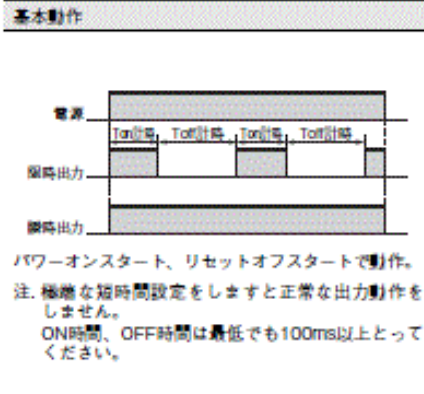 基本動作
電源
Ton計時 Toff計時 Ton計時 Toff計時
限時出力
瞬時出力
パワーオンスタート、リセットオフスタートで動作。
注. 極端な短時間設定をしますと正常な出力動作を
しません。
ON時間、OFF時間は最低でも100ms以上とって
ください。